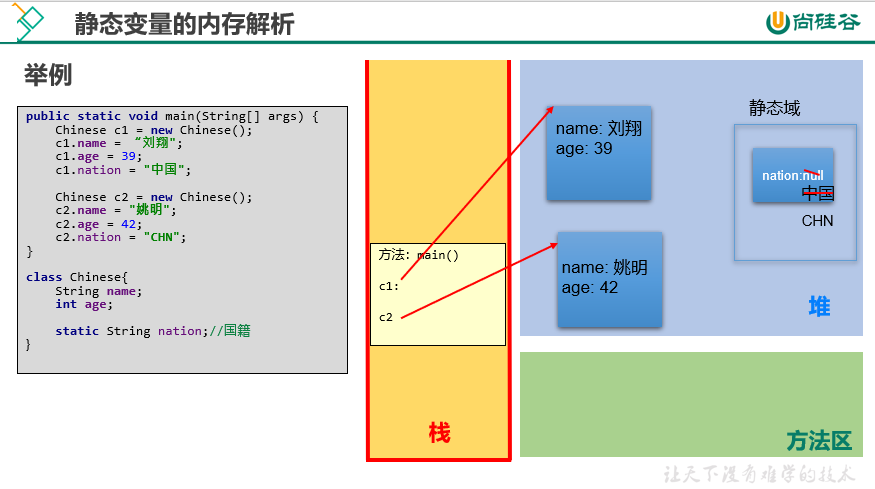 静态变量的内存解析
尚硅谷
举例
public static void main(String[] args) {
Chinese c1 = new Chinese();
c1.name = “刘翔";
c1.age = 39;
c1.nation = "中国";
Chinese c2 = new Chinese();
c2.name = "姚明";
c2.age = 42;
c2.nation = "CHN";
}
class Chinese{
String name;
int age;
static String nation;//国籍
}
方法: main()
c1:
c2
栈
name: 刘翔
age: 39
name: 姚明
age: 42
静态域
nation:null
中国
CHN
堆
方法区
让天下没有难学的技术